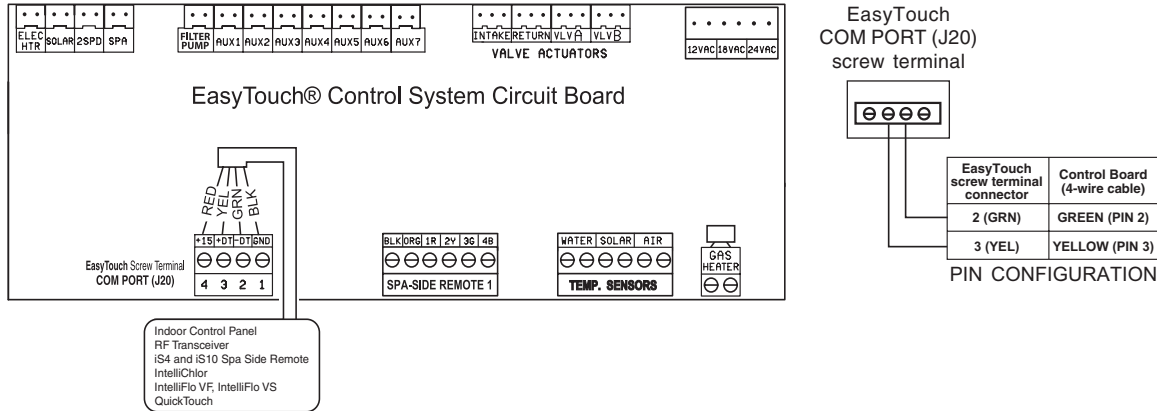 ELEC HTR SOLAR 2SPD SPA
FILTER PUMP AUX1 AUX2 AUX3 AUX4 AUX5 AUX6 AUX7
INTAKE RETURN VLVA VLVB
VALVE ACTUATORS
12VAC 18VAC 24VAC
EasyTouch® Control System Circuit Board
RED YEL GRN BLK
+15 +DT -DT GND
EasyTouch Screw Terminal
COM PORT (J20)
4 3 2 1
BLK ORG 1R 2Y 3G 4B
SPA-SIDE REMOTE 1
WATER SOLAR AIR
TEMP. SENSORS
GAS
HEATER
Indoor Control Panel
RF Transceiver
iS4 and iS10 Spa Side Remote
IntelliChlor
IntelliFlo VF, IntelliFlo VS
QuickTouch
EasyTouch
COM PORT (J20)
screw terminal
EasyTouch
screw terminal
connector
Control Board
(4-wire cable)
2 (GRN) GREEN (PIN 2)
3 (YEL) YELLOW (PIN 3)
PIN CONFIGURATION